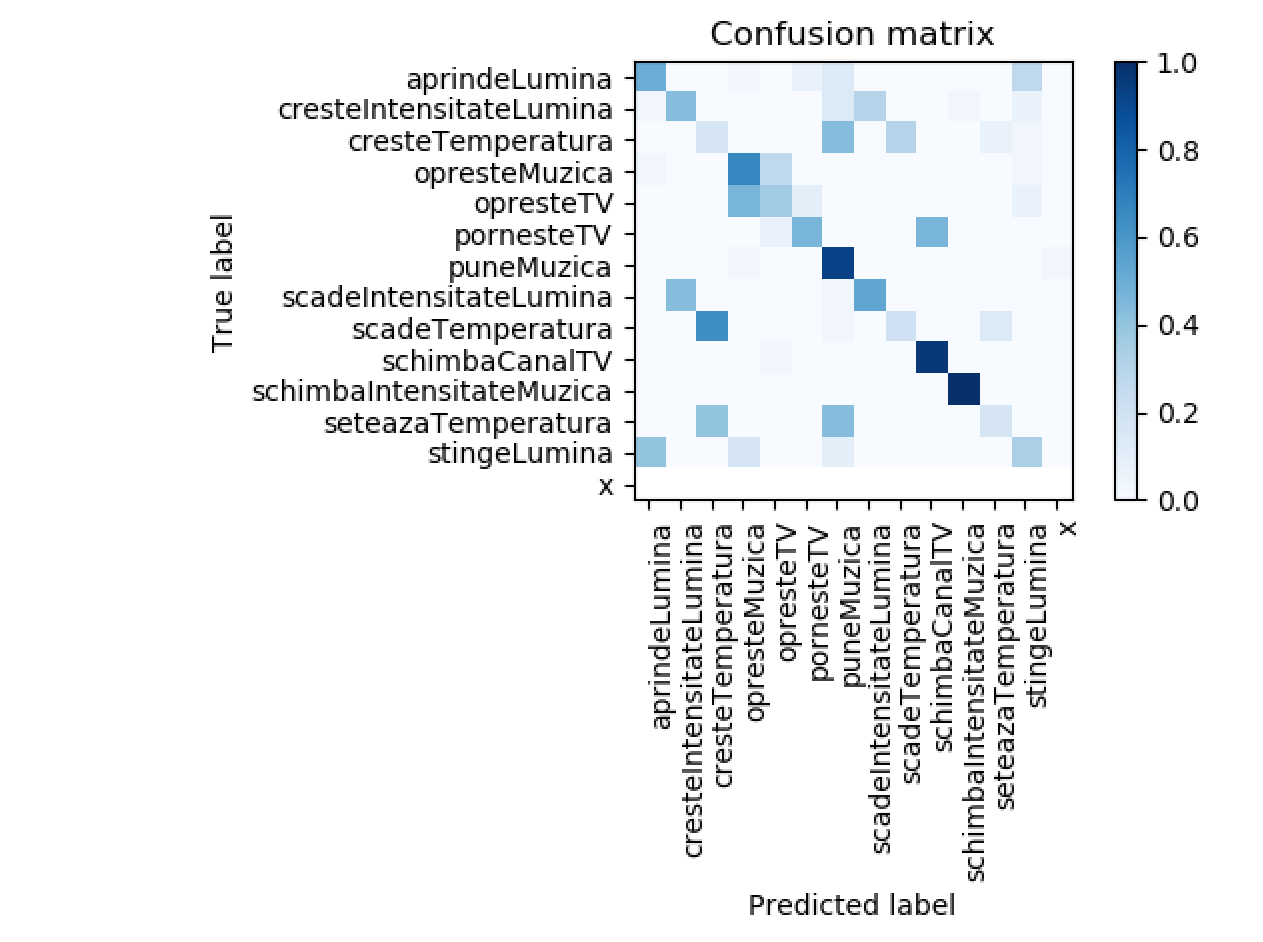 Confusion matrix
True label
aprindeLumina
cresteIntensitateLumina
cresteTemperatura
opresteMuzica
opresteTV
pornesteTV
puneMuzica
scadeIntensitateLumina
scadeTemperatura
schimbaCanalTV
schimbaIntensitateMuzica
seteazaTemperatura
stingeLumina
x
aprindeLumina
cresteIntensitateLumina
cresteTemperatura
opresteMuzica
opresteTV
pornesteTV
puneMuzica
scadeIntensitateLumina
scadeTemperatura
schimbaCanalTV
schimbaIntensitateMuzica
seteazaTemperatura
stingeLumina
x
Predicted label
1.0
0.8
0.6
0.4
0.2
0.0